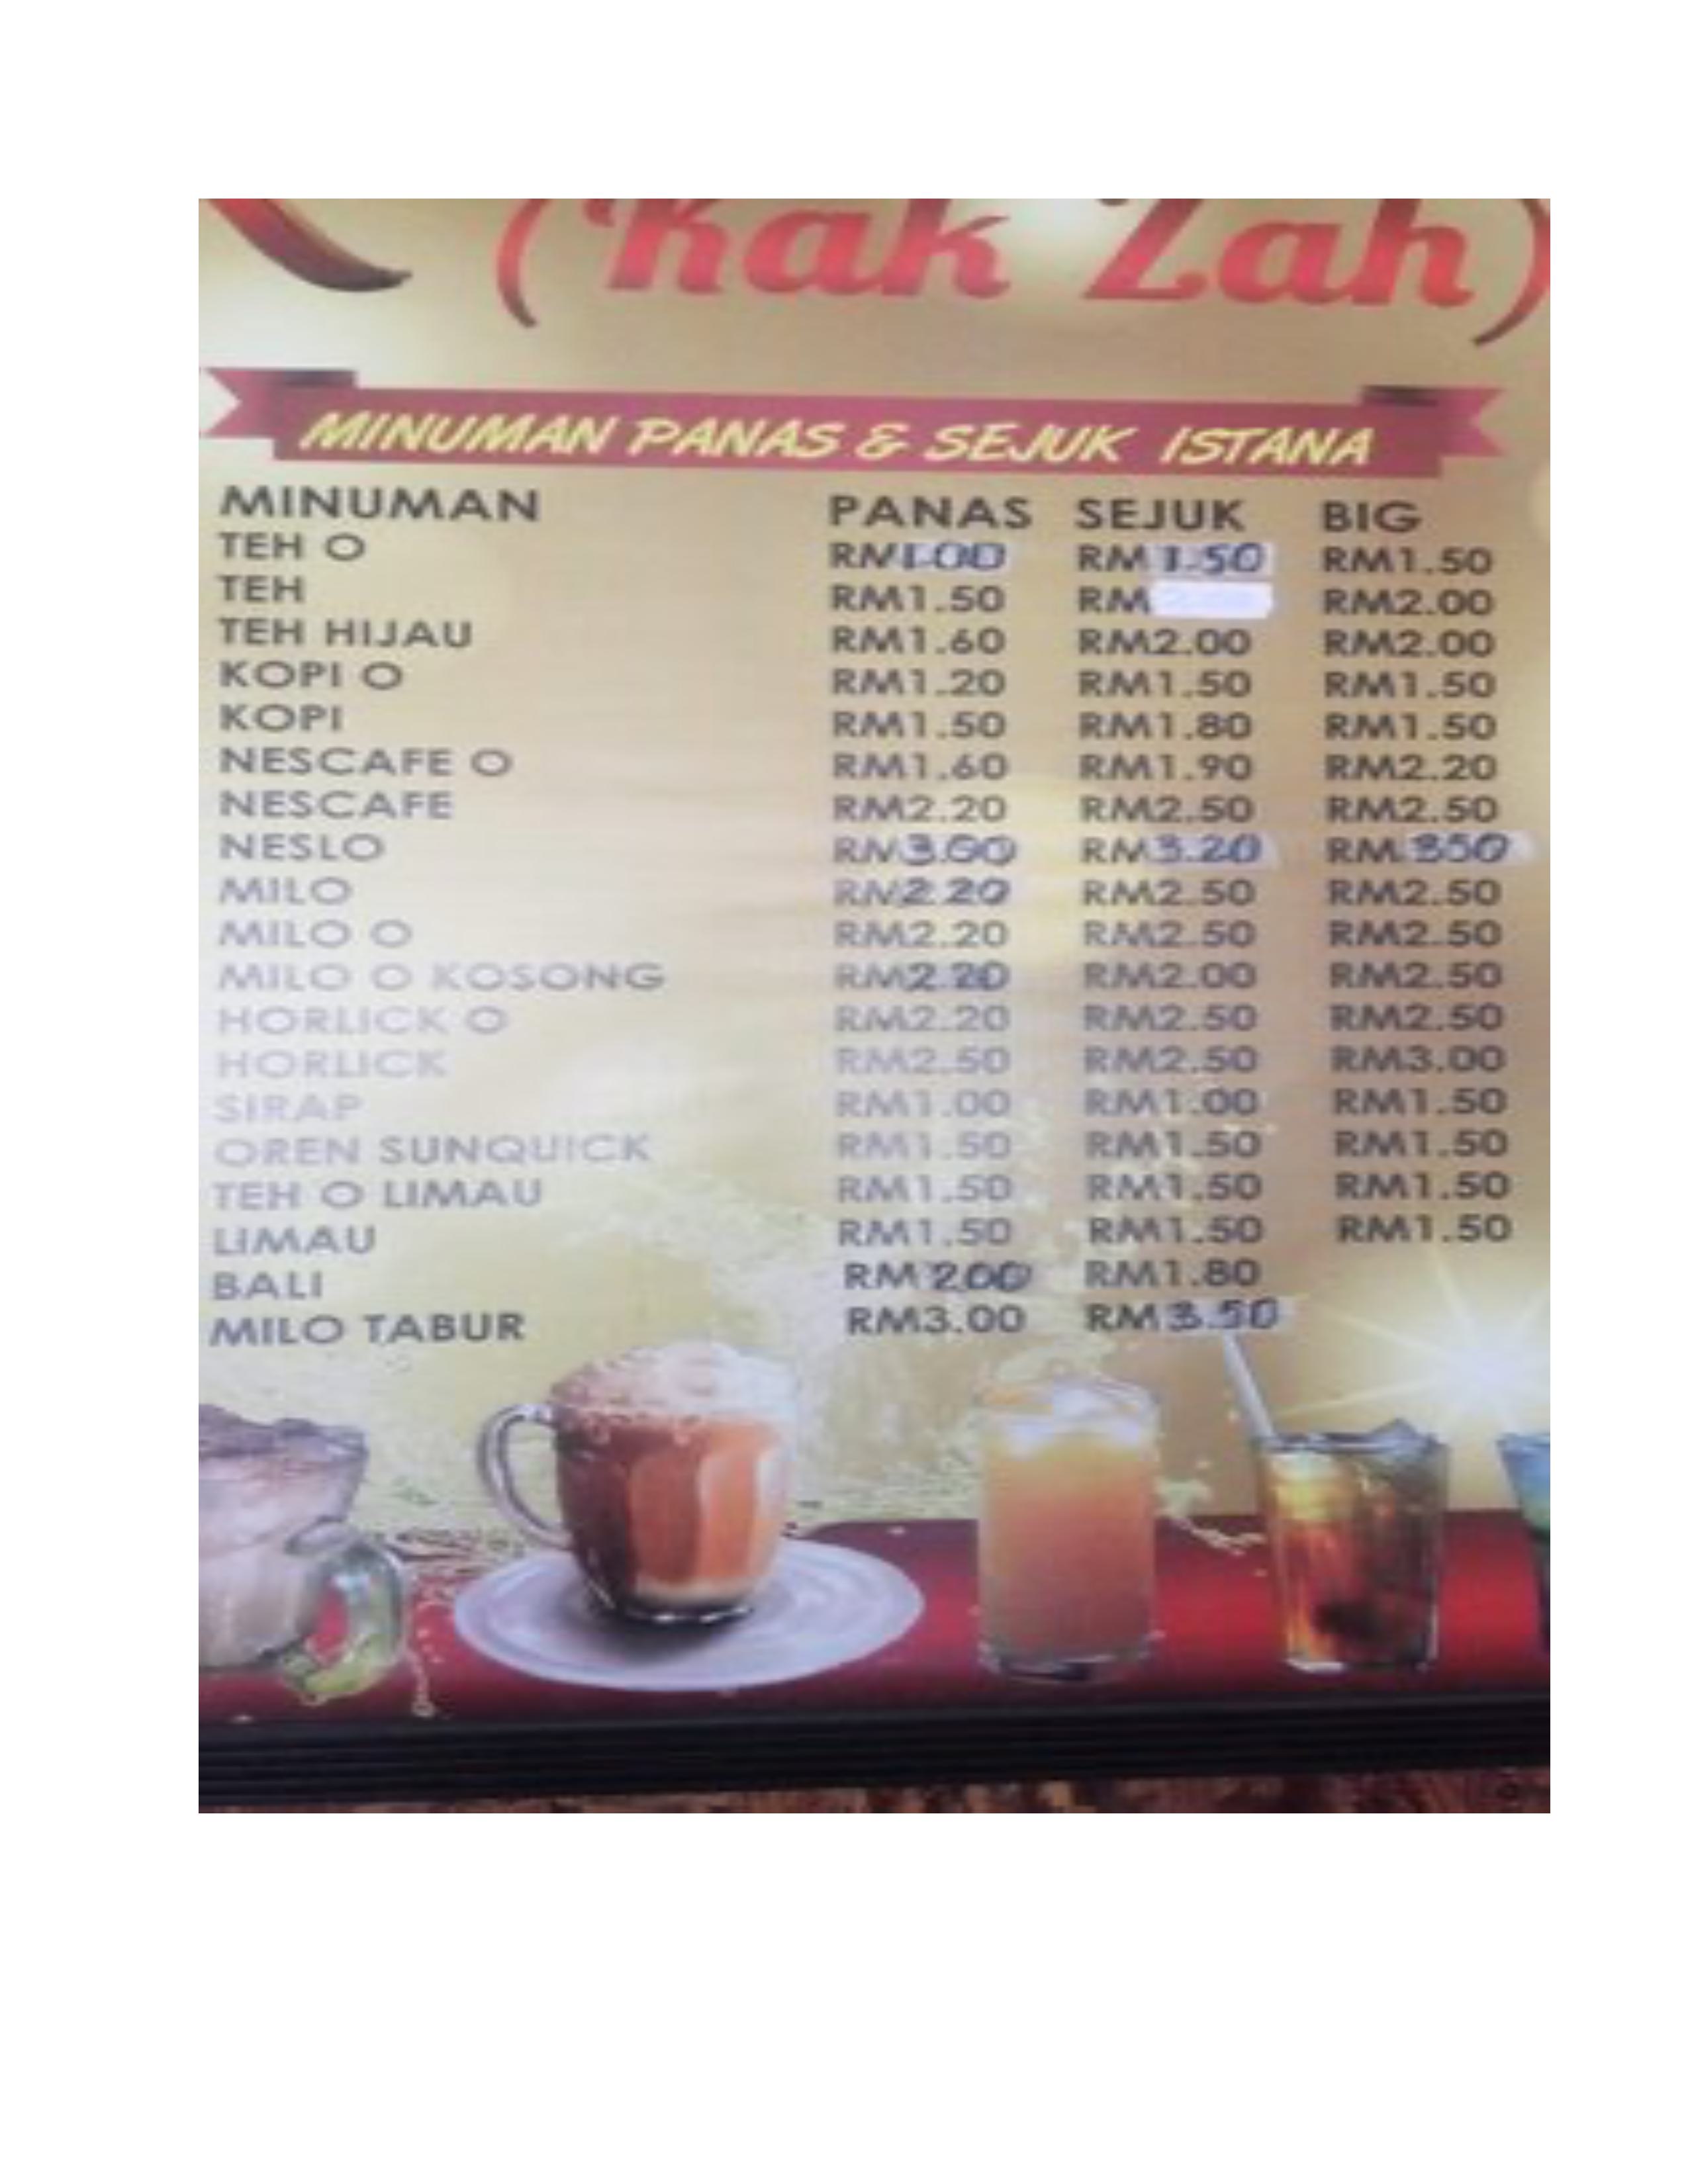 (Kak Zah)
MINUMAN PANAS & SEJUK ISTANA
MINUMAN PANAS SEJUK BIG
TEH O RM1.00 RM1.50 RM1.50
TEH RM1.50 RM RM2.00
TEH HIJAU RM1.60 RM2.00 RM2.00
KOPI O RM1.20 RM1.50 RM1.50
KOPI RM1.50 RM1.80 RM1.50
NESCAFE O RM1.60 RM1.90 RM2.20
NESCAFE RM2.20 RM2.50 RM2.50
NESLO RM3.00 RM3.20 RM.350
MILO RM2.20 RM2.50 RM2.50
MILO O RM2.20 RM2.50 RM2.50
MILO O KOSONG RM2.20 RM2.00 RM2.50
HORLICK O RM2.20 RM2.50 RM2.50
HORLICK RM2.50 RM2.50 RM3.00
SIRAP RM1.00 RM1.00 RM1.50
OREN SUNQUICK RM1.50 RM1.50 RM1.50
TEH O LIMAU RM1.50 RM1.50 RM1.50
LIMAU RM1.50 RM1.50 RM1.50
BALI RM 2.00 RM1.80
MILO TABUR RM3.00 RM3.50